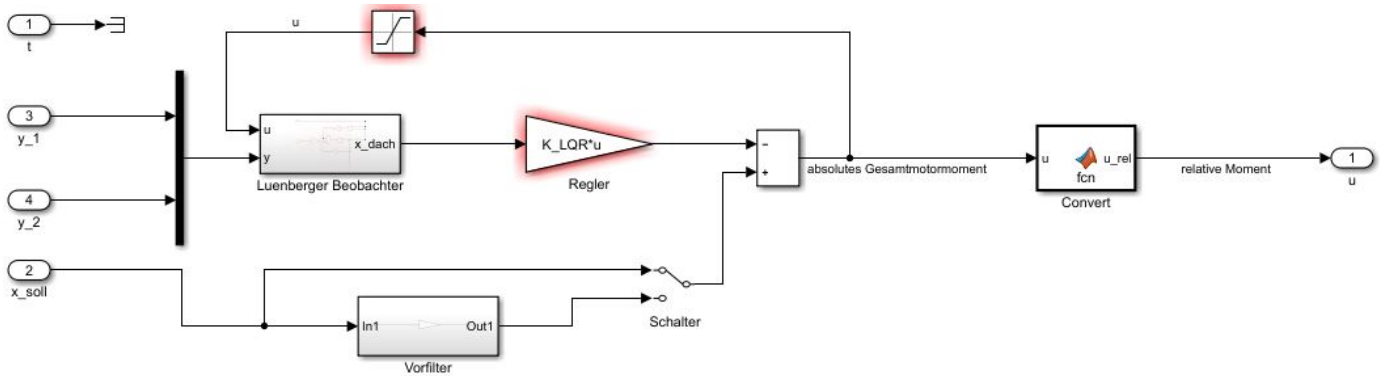 1
t
u
3
y_1
u
y
x_dach
Luenberger Beobachter
K_LQR*u
Regler
−
+
absolutes Gesamtmotormoment
u
fcn
u_rel
Convert
relative Moment
1
u
4
y_2
2
x_soll
In1
Out1
Vorfilter
Schalter